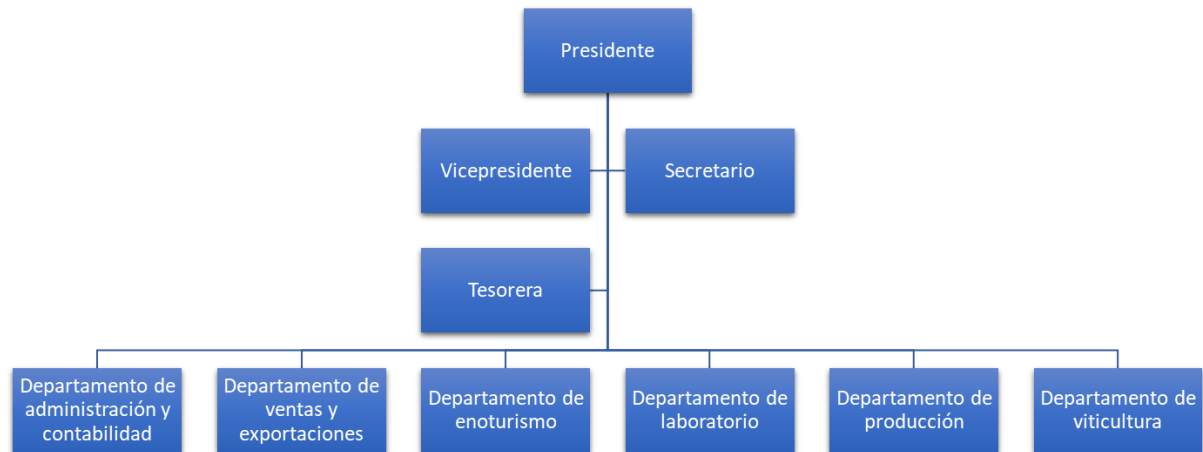 Presidente
Vicepresidente
Secretario
Tesorera
Departamento de
administración y
contabilidad
Departamento de
ventas y
exportaciones
Departamento de
enoturismo
Departamento de
laboratorio
Departamento de
producción
Departamento de
viticultura